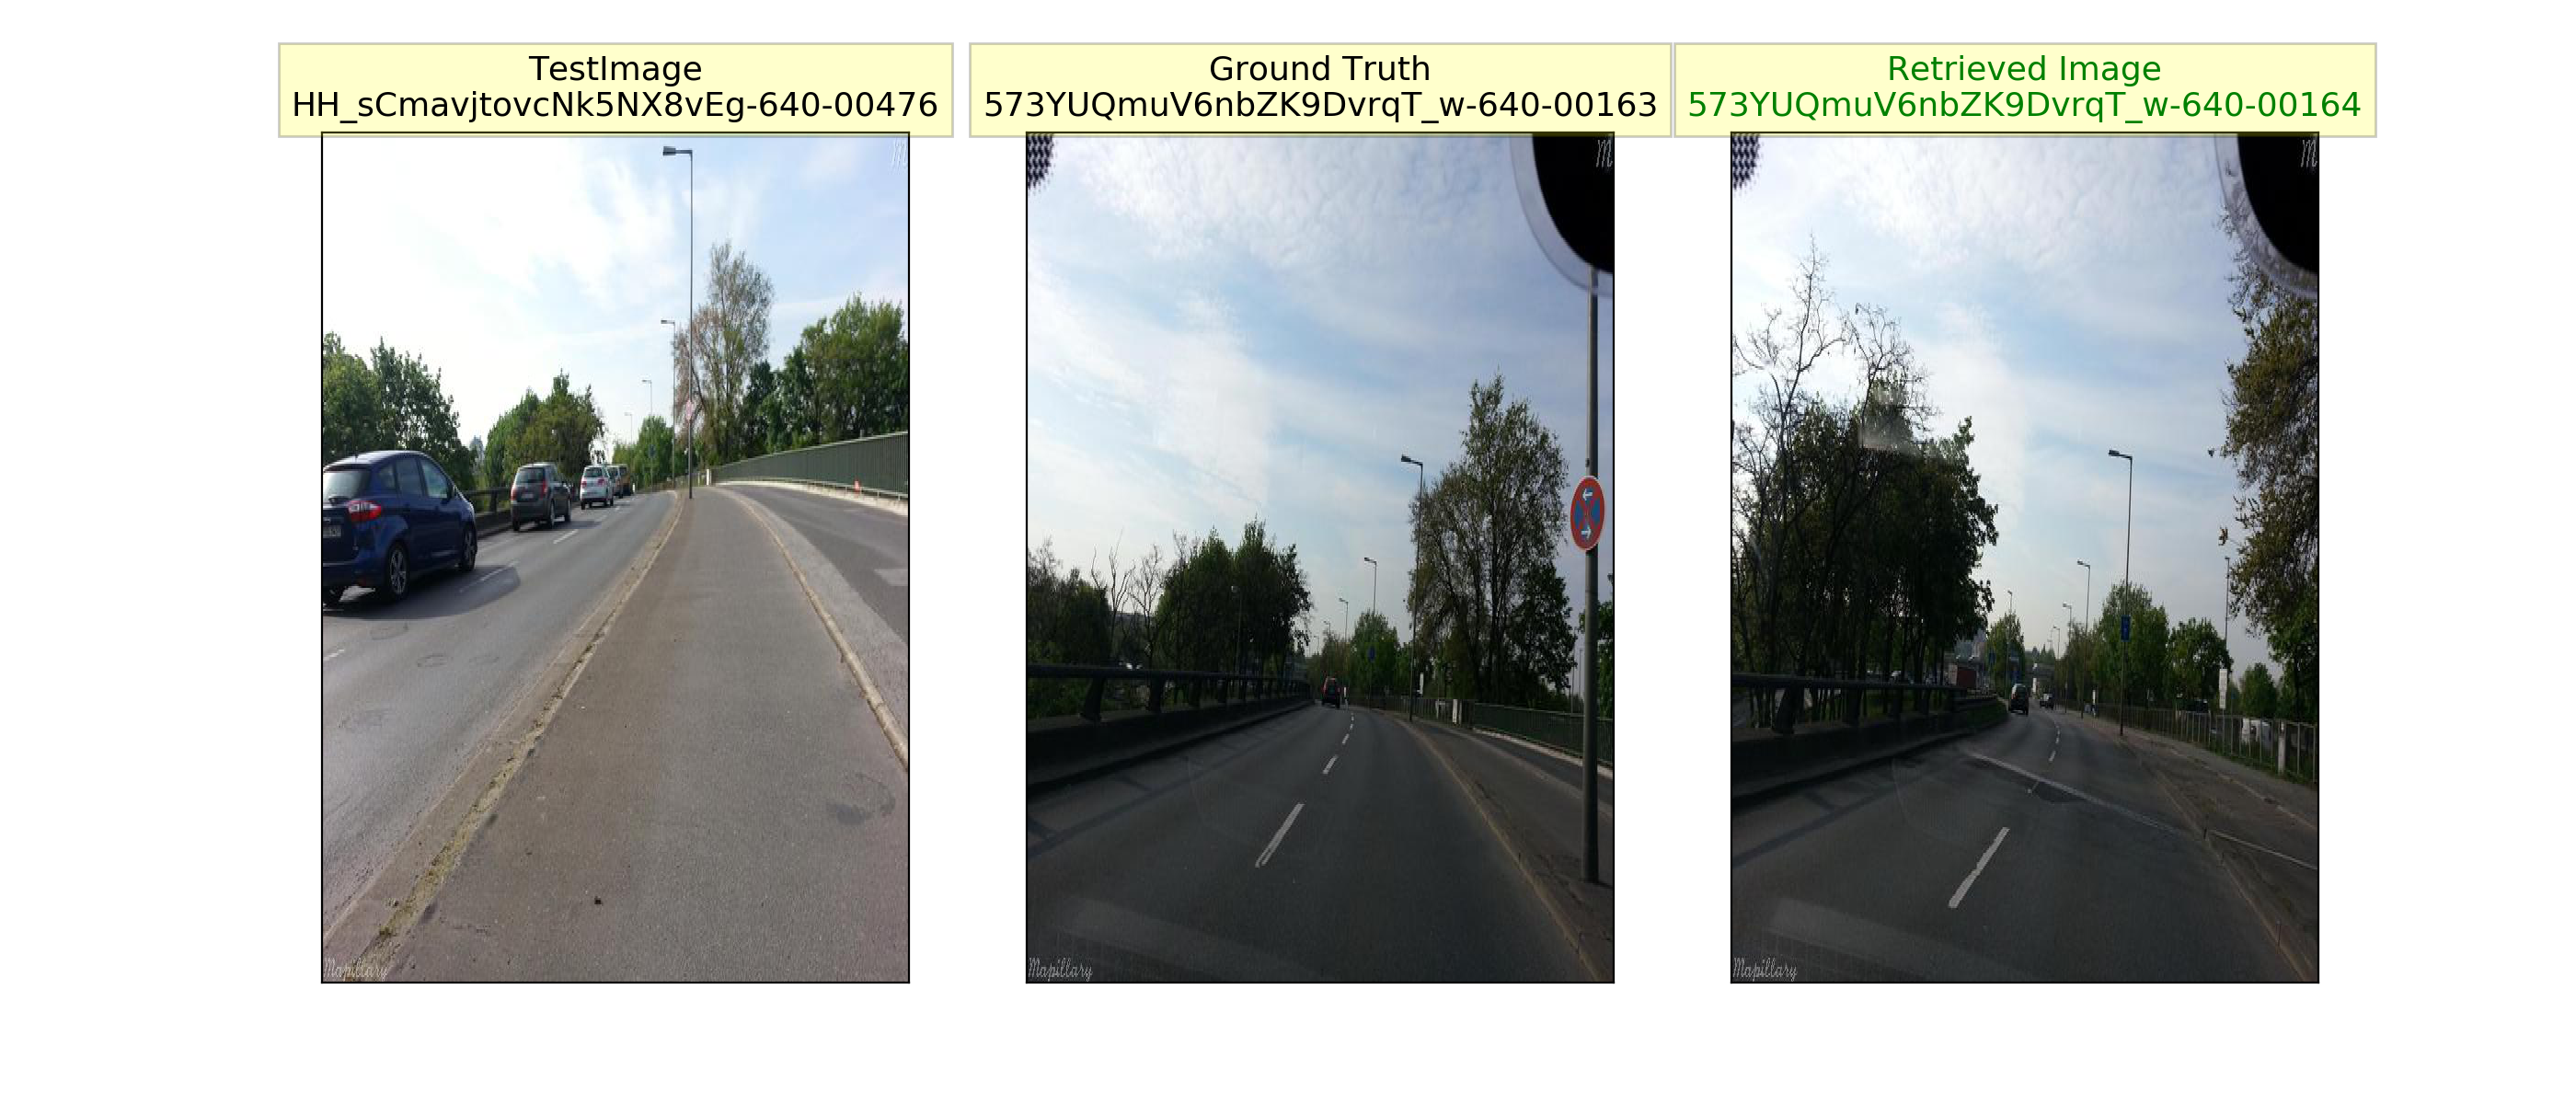 TestImage
HH_sCmavjtovcNk5NX8vEg-640-00476
Ground Truth
573YUQmuV6nbZK9DvrqT_w-640-00163
Retrieved Image
573YUQmuV6nbZK9DvrqT_w-640-00164
M
M
M
Mapillary
Mapillary
Mapillary